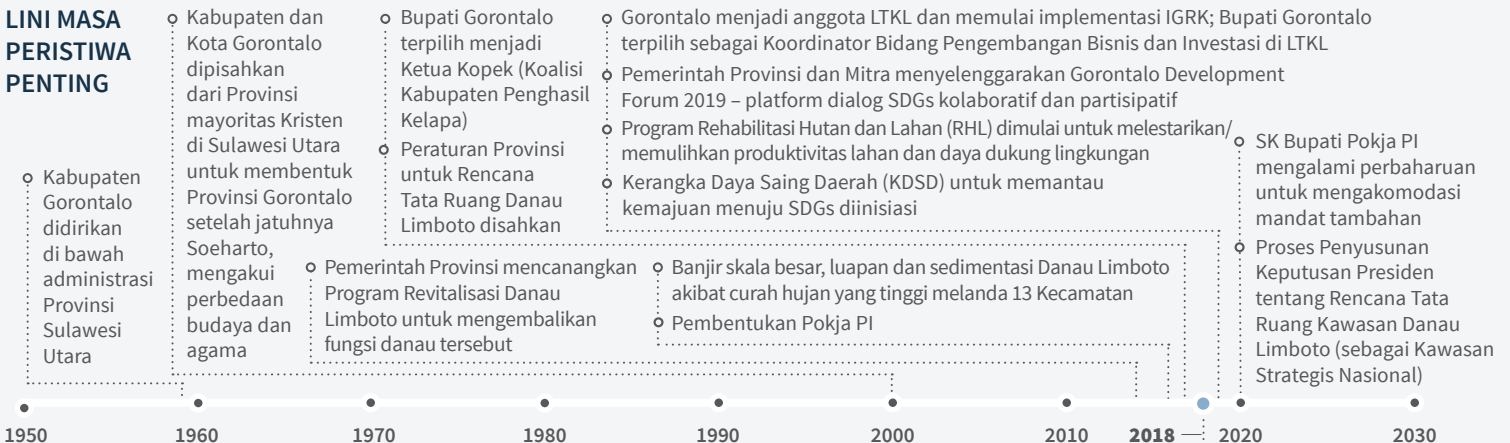 LINI MASA
PERISTIWA
PENTING
Kabupaten
Gorontalo
didirikan
di bawah
administrasi
Provinsi
Sulawesi
Utara
Kabupaten dan
Kota Gorontalo
dipisahkan
dari Provinsi
mayoritas Kristen
di Sulawesi Utara
untuk membentuk
Provinsi Gorontalo
setelah jatuhnya
Soeharto,
mengakui
perbedaan
budaya dan
agama
Pemerintah Provinsi mencanangkan
Program Revitalisasi Danau
Limboto untuk mengembalikan
fungsi danau tersebut
Bupati Gorontalo
terpilih menjadi
Ketua Kopek (Koalisi
Kabupaten Penghasil
Kelapa)
Peraturan Provinsi
untuk Rencana
Tata Ruang Danau
Limboto disahkan
Banjir skala besar, luapan dan sedimentasi Danau Limboto
akibat curah hujan yang tinggi melanda 13 Kecamatan
Pembentukan Pokja PI
Gorontalo menjadi anggota LTKL dan memulai implementasi IGRK; Bupati Gorontalo
terpilih sebagai Koordinator Bidang Pengembangan Bisnis dan Investasi di LTKL
Pemerintah Provinsi dan Mitra menyelenggarakan Gorontalo Development
Forum 2019 – platform dialog SDGs kolaboratif dan partisipatif
Program Rehabilitasi Hutan dan Lahan (RHL) dimulai untuk melestarikan/
memulihkan produktivitas lahan dan daya dukung lingkungan
Kerangka Daya Saing Daerah (KDSD) untuk memantau
kemajuan menuju SDGs diinisiasi
SK Bupati Pokja PI
mengalami perbaharuan
untuk mengakomodasi
mandat tambahan
Proses Penyusunan
Keputusan Presiden
tentang Rencana Tata
Ruang Kawasan Danau
Limboto (sebagai Kawasan
Strategis Nasional)
1950 1960 1970 1980 1990 2000 2010 2018 2020 2030